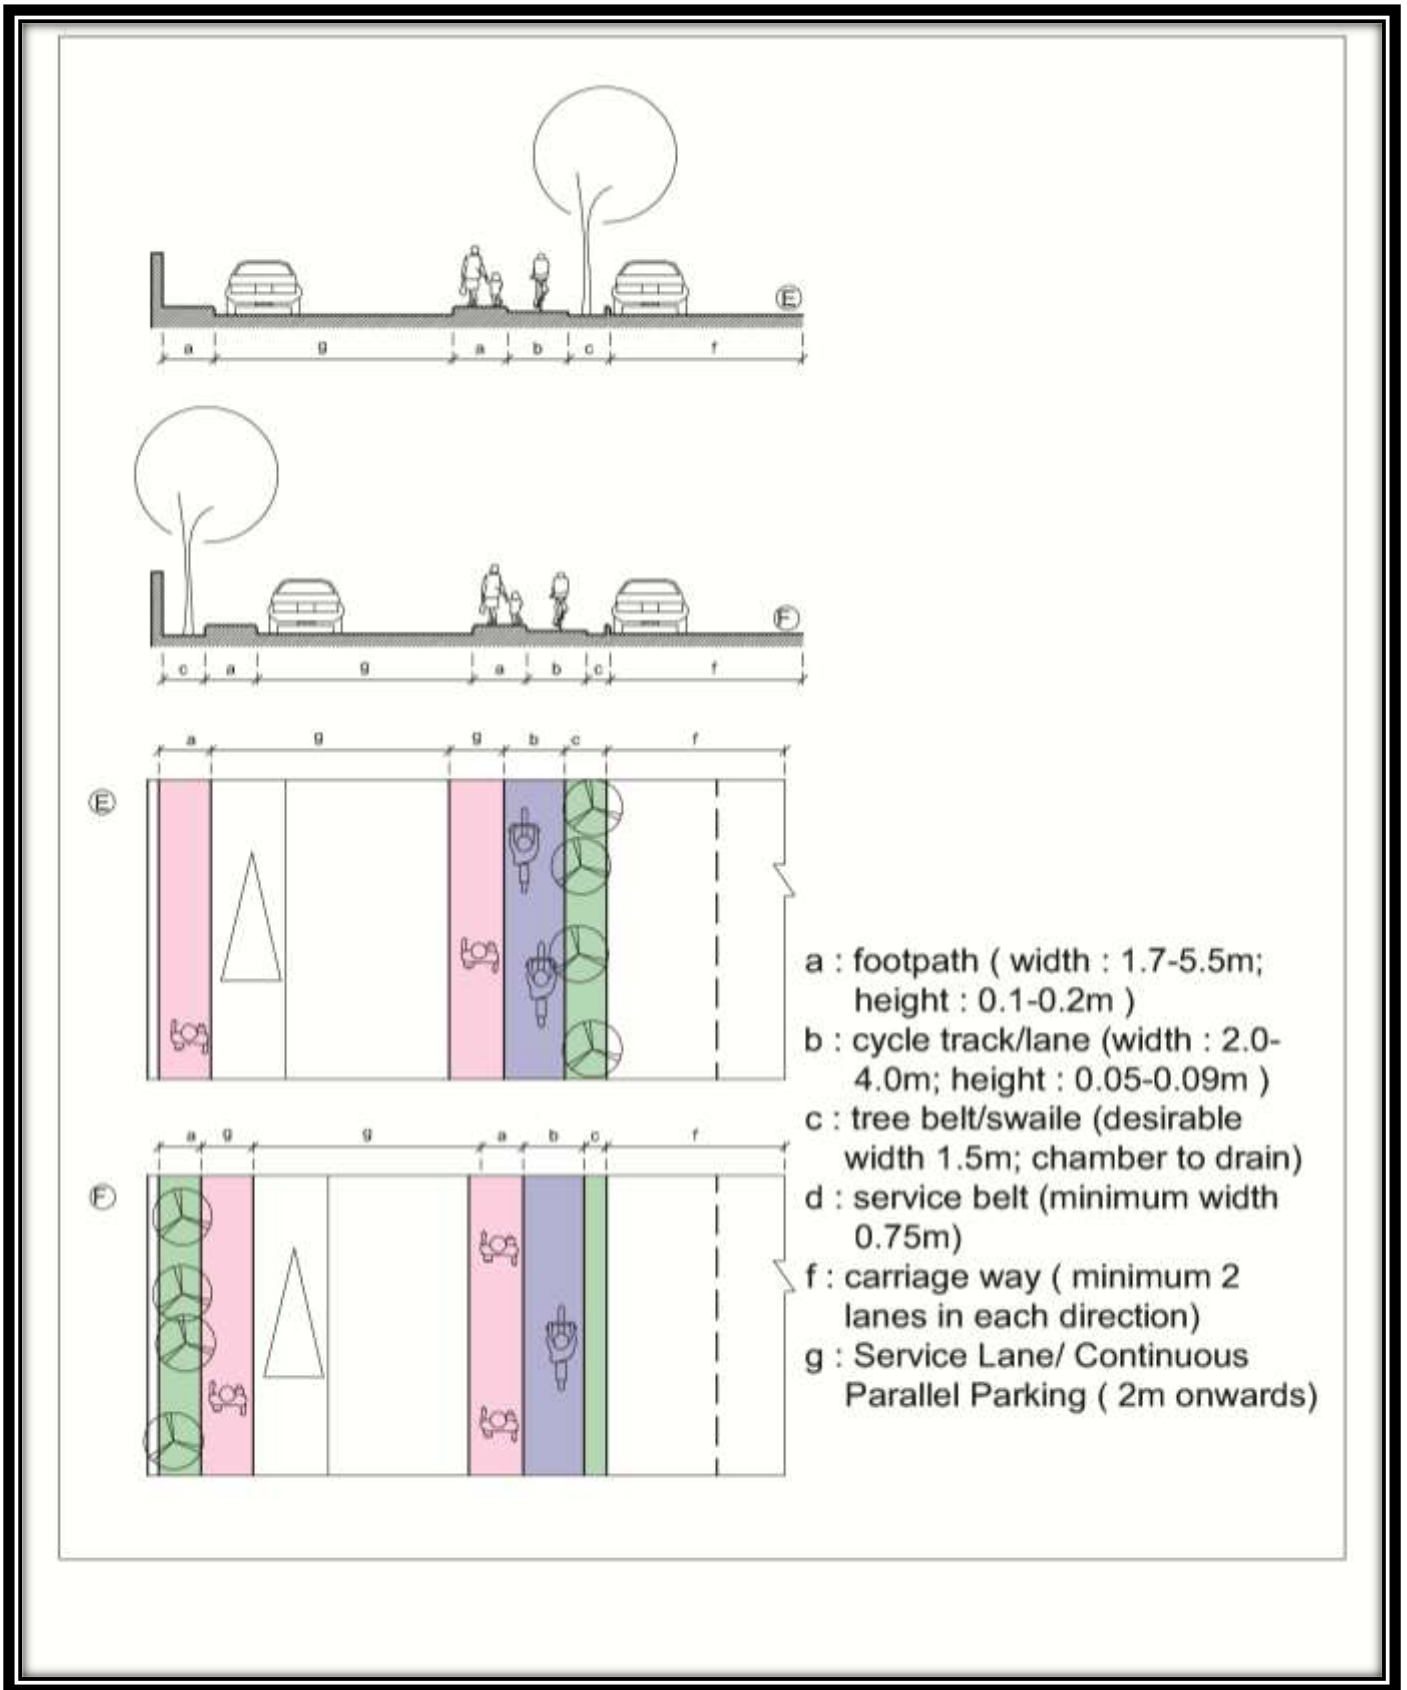 E
a g a b c f
F
c a g a b c f
a g g b c f
E
a : footpath ( width : 1.7-5.5m;
height : 0.1-0.2m )
b : cycle track/lane (width : 2.0-
4.0m; height : 0.05-0.09m )
c : tree belt/swaile (desirable
width 1.5m; chamber to drain)
d : service belt (minimum width
0.75m)
f : carriage way ( minimum 2
lanes in each direction)
g : Service Lane/ Continuous
Parallel Parking ( 2m onwards)
a g g a b c f
F